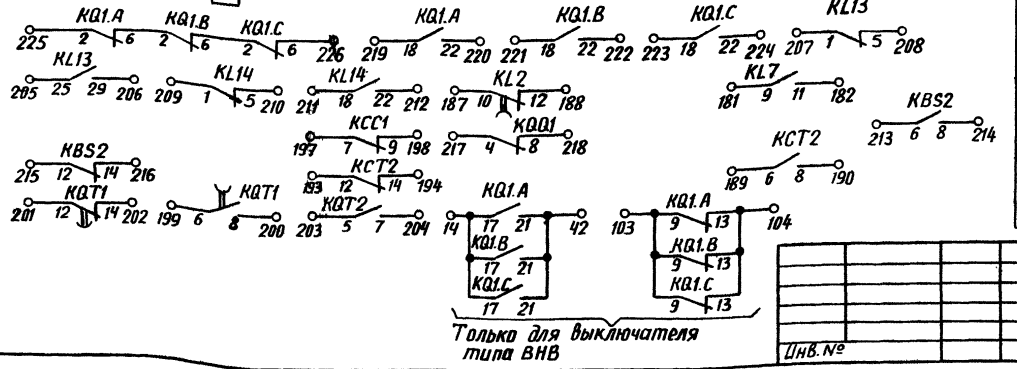 KQ1.A KQ1.B KQ1.C KQ1.A KQ1.B KQ1.C KL13
225 2 6 2 6 2 6 226 219 18 22 220 221 18 22 222 223 18 22 224 207 1 5 208
KL13 KL14 KL14 KL2 KL7
205 25 29 206 209 1 5 210 211 18 22 212 187 10 12 188 181 9 11 182
KBS2
213 6 8 214
KCC1 KQQ1
197 7 9 198 217 4 8 218
KBS2 KCT2 KCT2
215 12 14 216 193 12 14 194 189 6 8 190
KQT1 KQT1 KQT2 KQ1.A KQ1.A
201 12 14 202 199 6 8 200 203 5 7 204 14 17 21 42 103 9 13 104
KQ1.B KQ1.B
17 21 9 13
KQ1.C KQ1.C
17 21 9 13
Только для выключателя
типа ВНВ
Инв. №